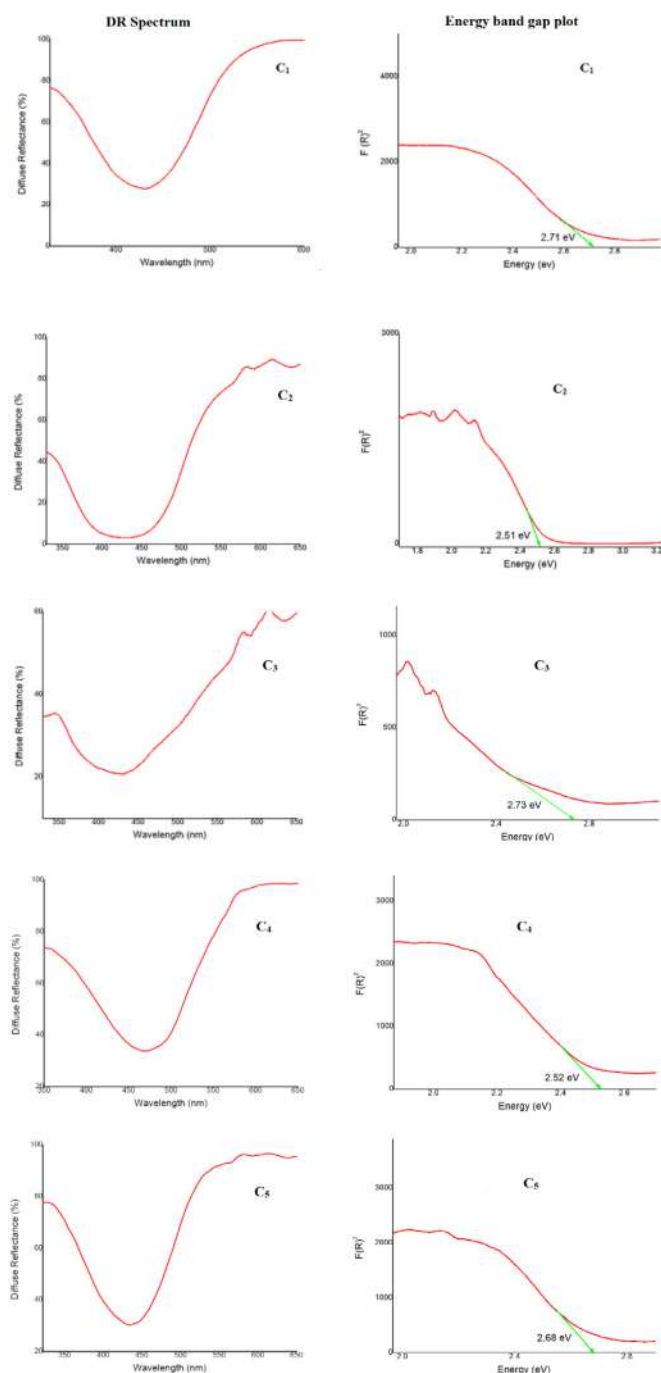 DR Spectrum
Energy band gap plot
C1
100
80
60
40
20
0
400
500
600
Diffuse Reflectance (%)
Wavelength (nm)
C1
4000
2000
0
2.0
2.2
2.4
2.6
2.8
F (R)2
2.71 eV
Energy (ev)
C2
100
80
60
40
20
0
350
400
450
500
550
600
650
Diffuse Reflectance (%
Wavelength (nm)
C2
3000
0
1.8
2.0
2.2
2.4
2.6
2.8
3.0
3.2
F(R)2
2.51 eV
Energy (eV)
C3
60
40
20
350
400
450
500
550
600
650
Diffuse Reflectance (%)
Wavelength (nm)
C3
1000
500
0
2.0
2.4
2.8
F(R)2
2.73 eV
Energy (eV)
C4
100
80
60
40
20
350
400
450
500
550
600
650
Diffuse Reflectance (%)
Wavelength (nm)
C4
3000
2000
1000
0
2.0
2.2
2.4
2.6
F(R)2
2.52 eV
Energy (eV)
C5
100
80
60
40
20
350
400
450
500
550
600
650
Diffuse Reflectance (%)
Wavelength (nm)
C5
3000
2000
1000
0
2.0
2.4
2.8
F(R)2
2.68 eV
Energy (eV)